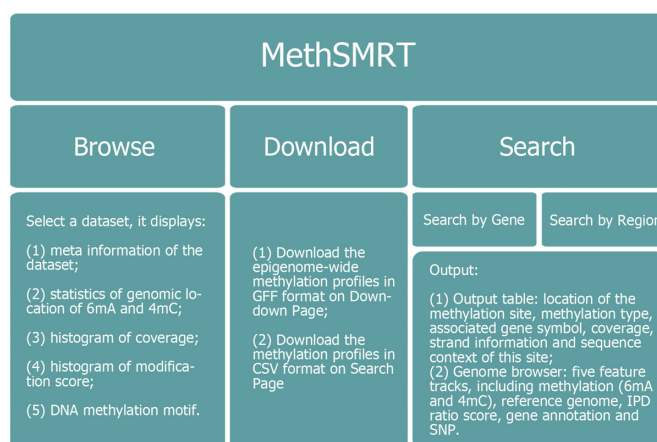 MethSMRT
Browse
Download
Search
Select a dataset, it displays:
(1) meta information of the
dataset;
(2) statistics of genomic lo-
cation of 6mA and 4mC;
(3) histogram of coverage;
(4) histogram of modifica-
tion score;
(5) DNA methylation motif.
(1) Download the
epigenome-wide
methylation profiles in
GFF format on Down-
down Page;
(2) Download the
methylation profiles in
CSV format on Search
Page
Search by Gene
Search by Region
Output:
(1) Output table: location of the
methylation site, methylation type,
associated gene symbol, coverage,
strand information and sequence
context of this site;
(2) Genome browser: five feature
tracks, including methylation (6mA
and 4mC), reference genome, IPD
ratio score, gene annotation and
SNP.